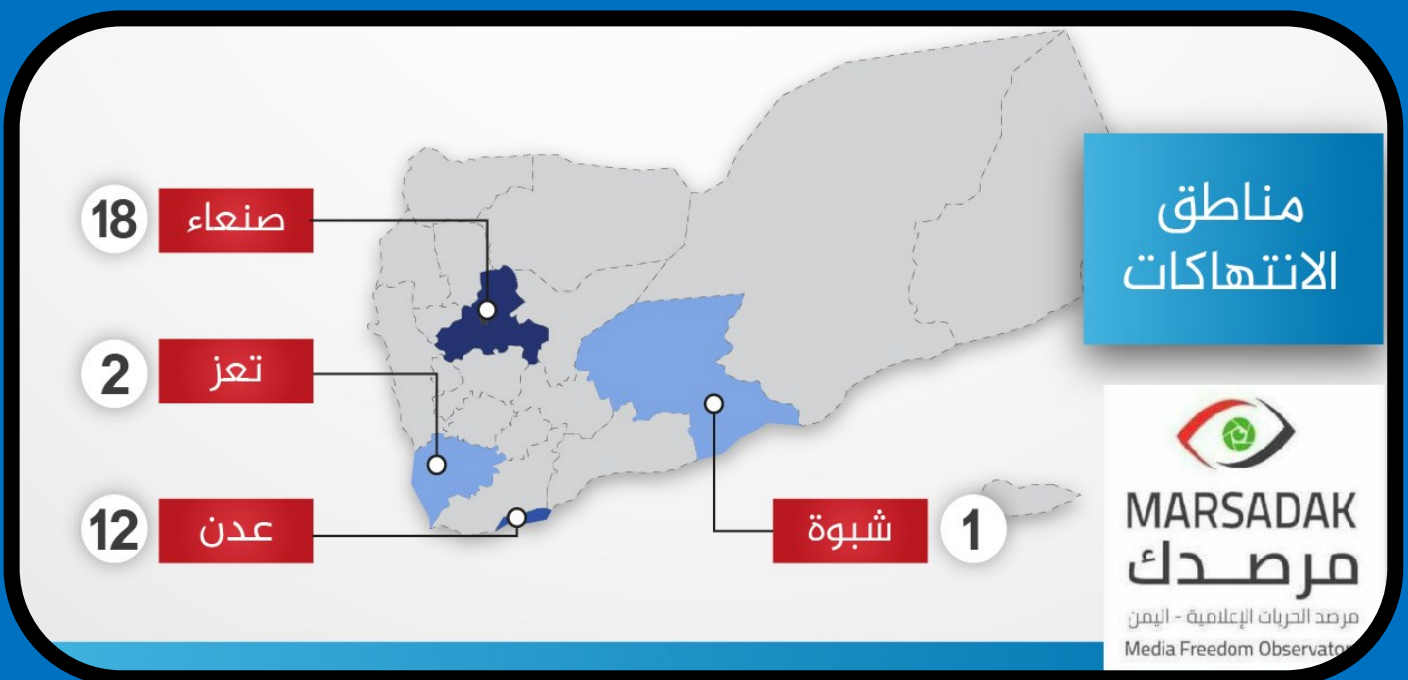 مناطق
الانتهاكات
صنعاء
18
تعز
2
عدن
12
شبوة
1
MARSADAK
مرصدك
مرصد الحريات الإعلامية - اليمن
Media Freedom Observator